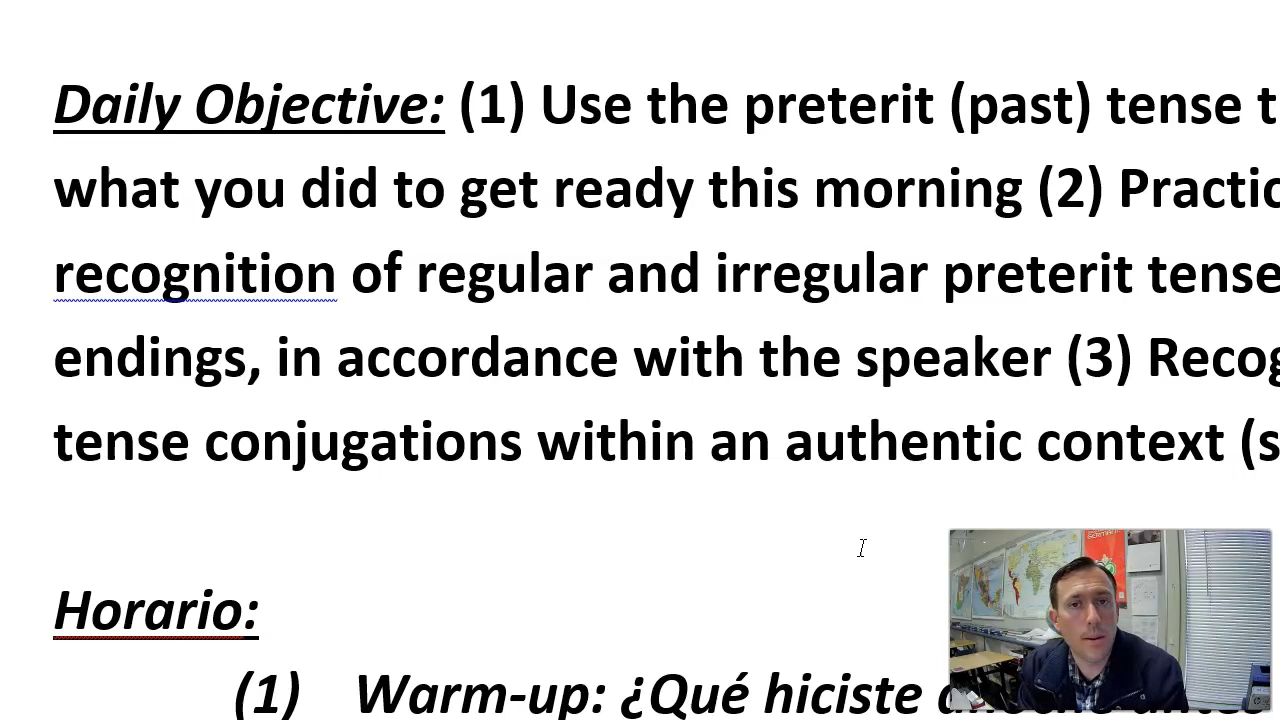 Daily Objective: (1) Use the preterit (past) tense t
what you did to get ready this morning (2) Practic
recognition of regular and irregular preterit tense
endings, in accordance with the speaker (3) Recog
tense conjugations within an authentic context (s
Horario:
(1) Warm-up: ¿Qué hiciste